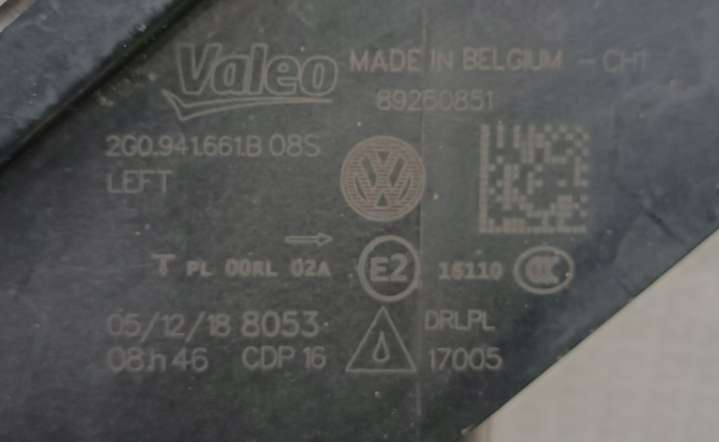 Valeo MADE IN BELGIUM - CH1
89260851
2G0.941.661.B 08S
LEFT
T PL 00RL 02A E2 16110 CCC
05/12/18 8053 DRLPL
08h46 CDP 16 17005